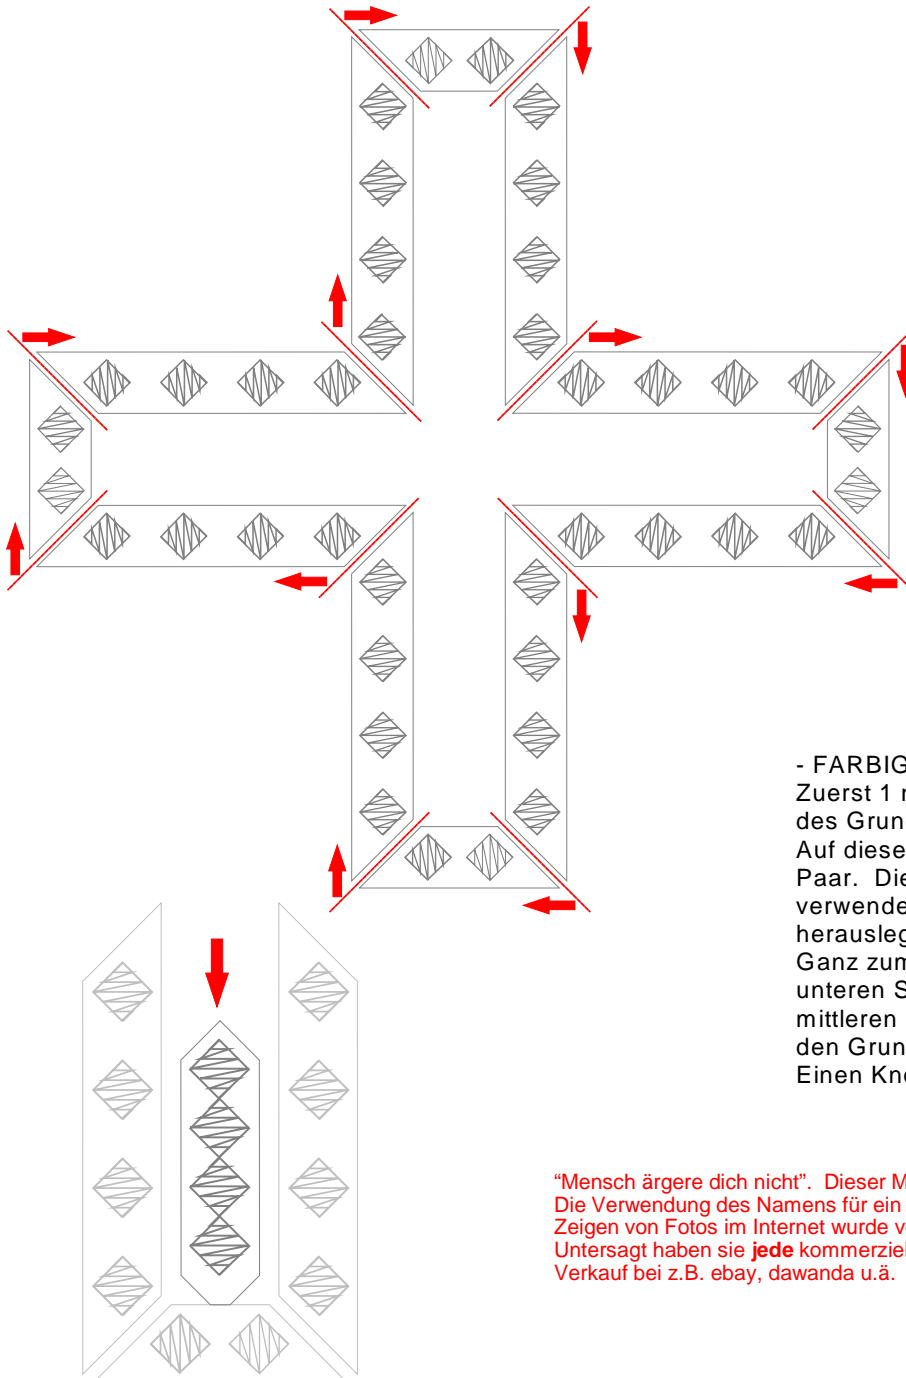 - FARBIG
Zuerst 1
des Grun
Auf diese
Paar. Die
verwende
herausleg
Ganz zum
unteren S
mittleren
den Grun
Einen Kno
"Mensch ärgere dich nicht". Dieser M
Die Verwendung des Namens für ein
Zeigen von Fotos im Internet wurde v
Untersagt haben sie jede kommerziel
Verkauf bei z.B. ebay, dawanda u.ä.